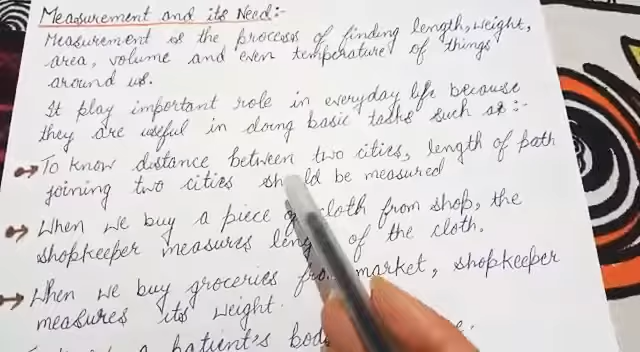 Measurement and its Need:-
Measurement is the process of finding length, weight,
area, volume and even temperature of things
around us.
It play important role in everyday life because
they are useful in doing basic tasks such as:-
To know distance between two cities, length of path
joining two cities should be measured
When we buy a piece of cloth from shop, the
shopkeeper measures length of the cloth.
When we buy groceries from market, shopkeeper
measures its weight.
a patient's